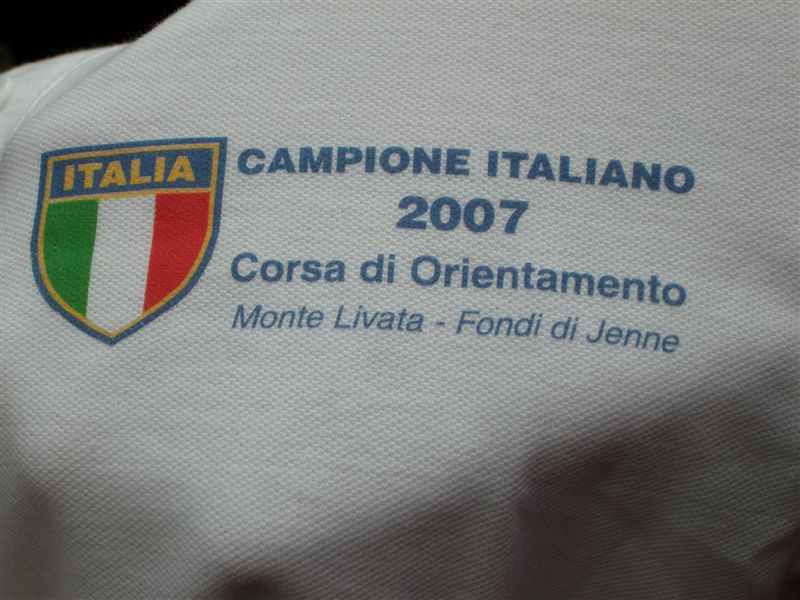 ITALIA
CAMPIONE ITALIANO
2007
Corsa di Orientamento
Monte Livata - Fondi di Jenne